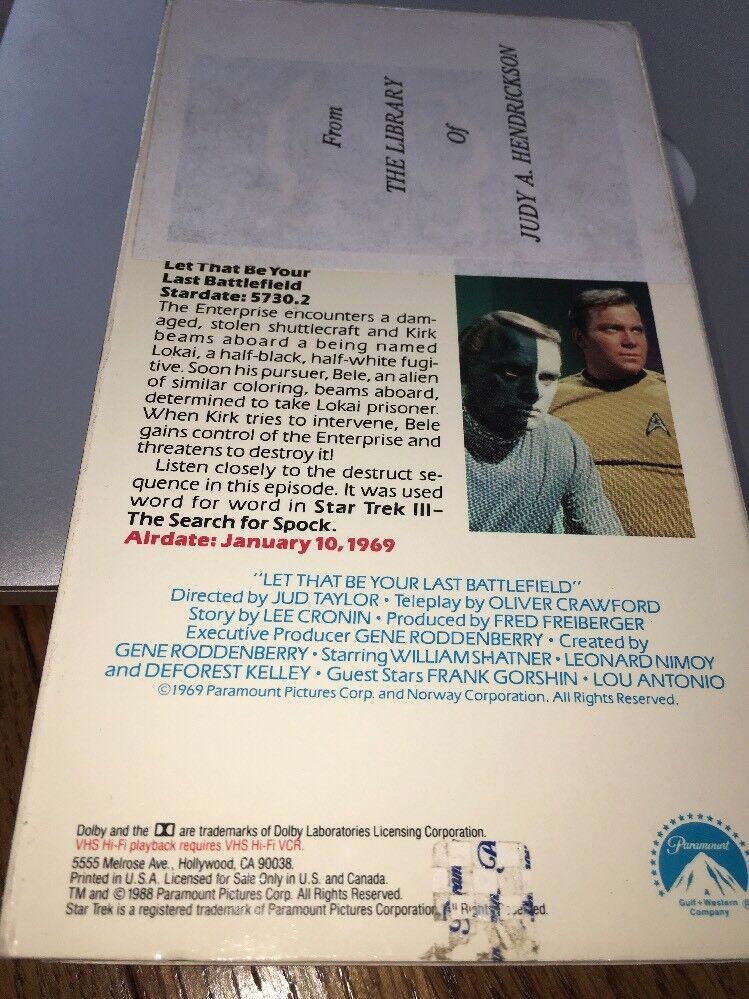 From
THE LIBRARY
Of
JUDY A. HENDRICKSON
Let That Be Your
Last Battlefield
Stardate: 5730.2
The Enterprise encounters a dam-
aged, stolen shuttlecraft and Kirk
beams aboard a being named
Lokai, a half-black, half-white fugi-
tive. Soon his pursuer, Bele, an alien
of similar coloring, beams aboard,
determined to take Lokai prisoner.
When Kirk tries to intervene, Bele
gains control of the Enterprise and
threatens to destroy it!
Listen closely to the destruct se-
quence in this episode. It was used
word for word in Star Trek III–
The Search for Spock.
Airdate: January 10, 1969
"LET THAT BE YOUR LAST BATTLEFIELD"
Directed by JUD TAYLOR • Teleplay by OLIVER CRAWFORD
Story by LEE CRONIN • Produced by FRED FREIBERGER
Executive Producer GENE RODDENBERRY • Created by
GENE RODDENBERRY • Starring WILLIAM SHATNER • LEONARD NIMOY
and DEFOREST KELLEY • Guest Stars FRANK GORSHIN • LOU ANTONIO
©1969 Paramount Pictures Corp. and Norway Corporation. All Rights Reserved.
Dolby and the are trademarks of Dolby Laboratories Licensing Corporation.
VHS Hi-Fi playback requires VHS Hi-Fi VCR.
5555 Melrose Ave., Hollywood, CA 90038.
Printed in U.S.A. Licensed for Sale Only in U.S. and Canada.
TM and © 1988 Paramount Pictures Corp. All Rights Reserved.
Star Trek is a registered trademark of Paramount Pictures Corporation.
Paramount
A
Gulf+Western
Company